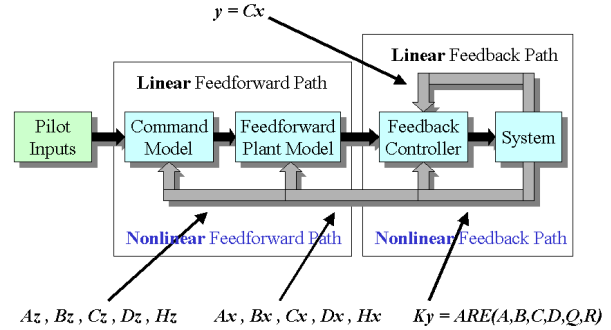 y = Cx
Linear Feedback Path
Linear Feedforward Path
Pilot
Inputs
Command
Model
Feedforward
Plant Model
Feedback
Controller
System
Nonlinear Feedforward Path
Nonlinear Feedback Path
Az , Bz , Cz , Dz , Hz
Ax , Bx , Cx , Dx , Hx
Ky = ARE(A,B,C,D,Q,R)